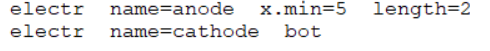 electr name=anode x.min=5 length=2
electr name=cathode bot